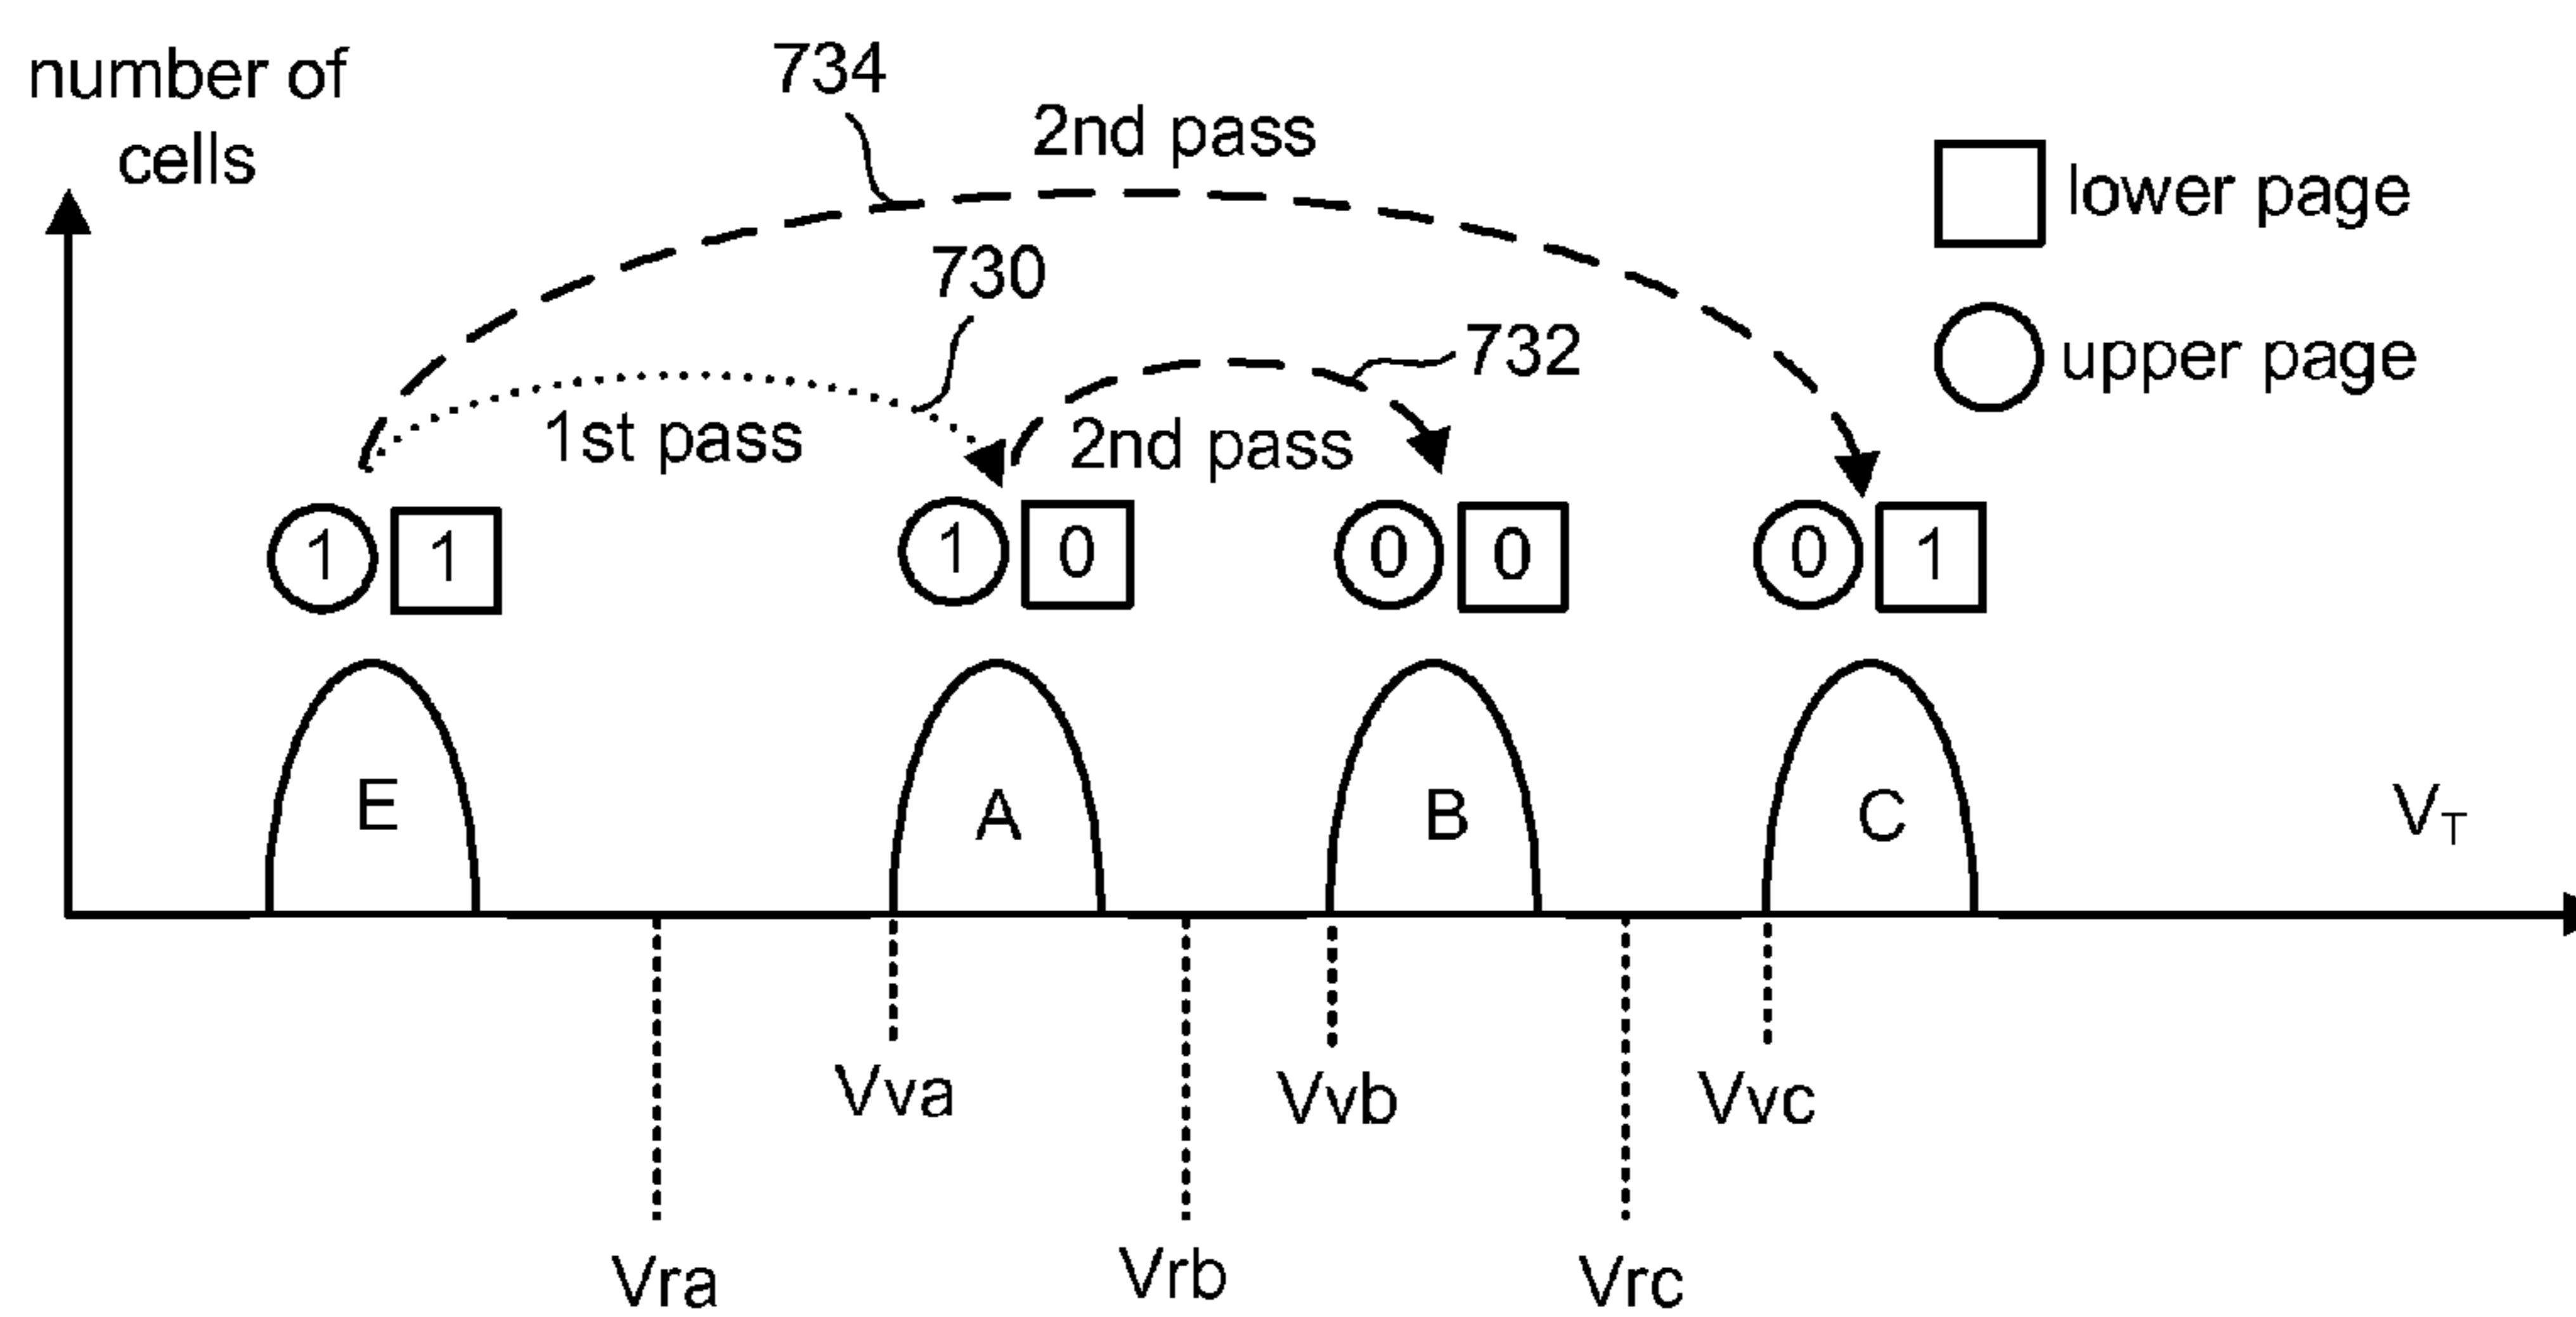 number of
cells
734
2nd pass
730
732
1st pass
2nd pass
lower page
upper page
1 1
1 0
0 0
0 1
E
A
B
C
VT
Vva
Vvb
Vvc
Vra
Vrb
Vrc